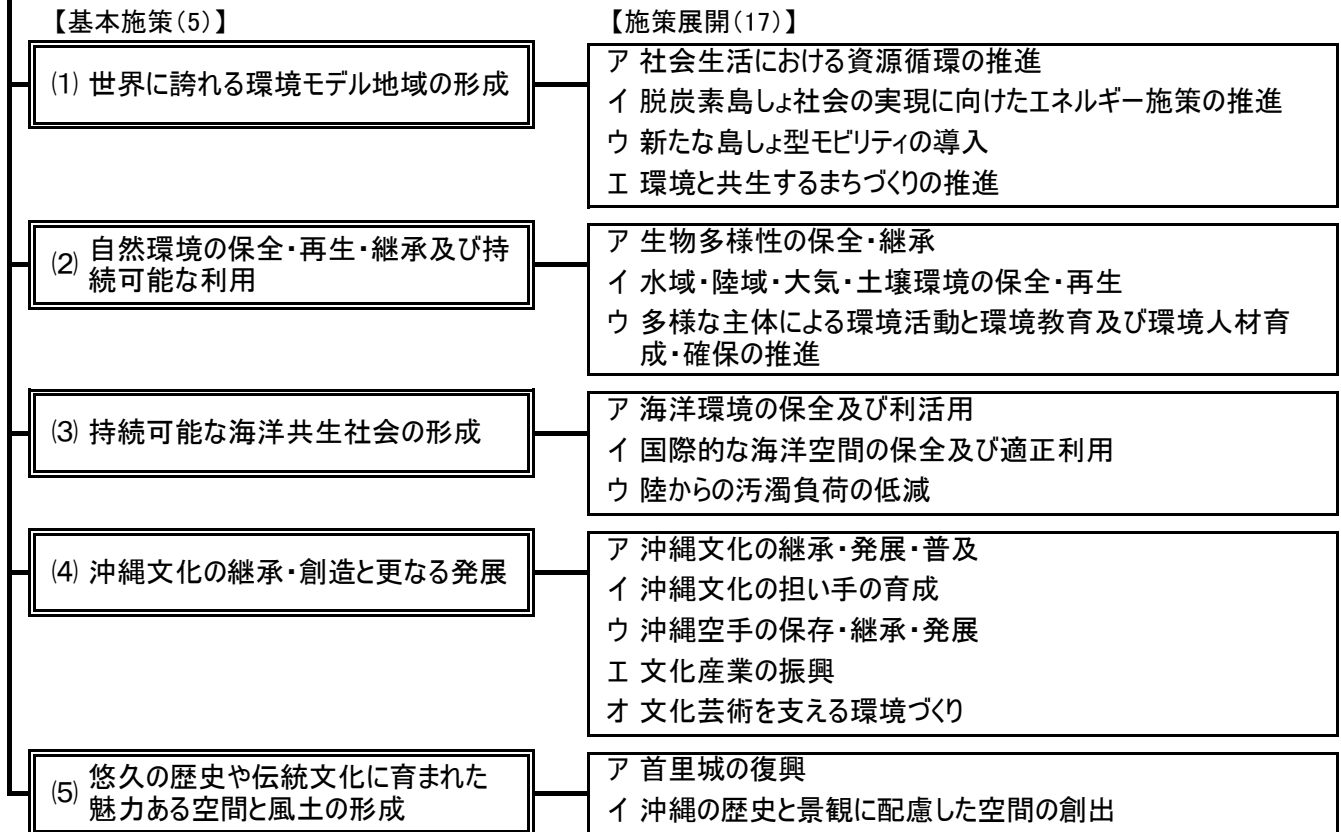 【基本施策(5)】
【施策展開(17)】
⑴ 世界に誇れる環境モデル地域の形成
ア 社会生活における資源循環の推進
イ 脱炭素島しょ社会の実現に向けたエネルギー施策の推進
ウ 新たな島しょ型モビリティの導入
エ 環境と共生するまちづくりの推進
⑵ 自然環境の保全・再生・継承及び持
続可能な利用
ア 生物多様性の保全・継承
イ 水域・陸域・大気・土壌環境の保全・再生
ウ 多様な主体による環境活動と環境教育及び環境人材育
成・確保の推進
⑶ 持続可能な海洋共生社会の形成
ア 海洋環境の保全及び利活用
イ 国際的な海洋空間の保全及び適正利用
ウ 陸からの汚濁負荷の低減
⑷ 沖縄文化の継承・創造と更なる発展
ア 沖縄文化の継承・発展・普及
イ 沖縄文化の担い手の育成
ウ 沖縄空手の保存・継承・発展
エ 文化産業の振興
オ 文化芸術を支える環境づくり
⑸ 悠久の歴史や伝統文化に育まれた
魅力ある空間と風土の形成
ア 首里城の復興
イ 沖縄の歴史と景観に配慮した空間の創出